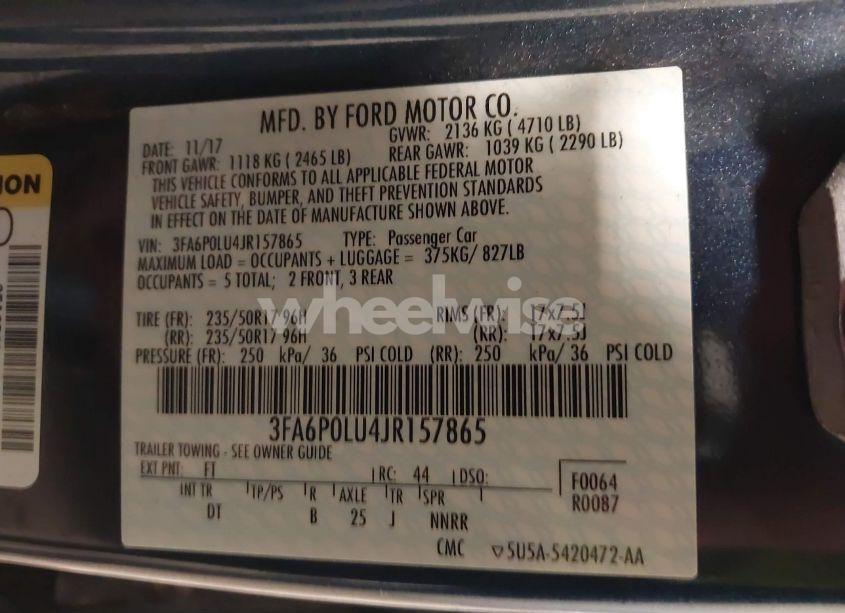 MFD. BY FORD MOTOR CO.
DATE: 11/17 GVWR: 2136 KG ( 4710 LB)
FRONT GAWR: 1118 KG ( 2465 LB) REAR GAWR: 1039 KG ( 2290 LB)
THIS VEHICLE CONFORMS TO ALL APPLICABLE FEDERAL MOTOR
VEHICLE SAFETY, BUMPER, AND THEFT PREVENTION STANDARDS
IN EFFECT ON THE DATE OF MANUFACTURE SHOWN ABOVE.
VIN: 3FA6P0LU4JR157865 TYPE: Passenger Car
MAXIMUM LOAD = OCCUPANTS + LUGGAGE = 375KG/ 827LB
OCCUPANTS = 5 TOTAL; 2 FRONT, 3 REAR
wheelwise
TIRE (FR): 235/50R17 96H RIMS (FR): 17x7.5J
(RR): 235/50R17 96H (RR): 17x7.5J
PRESSURE (FR): 250 kPa/ 36 PSI COLD (RR): 250 kPa/ 36 PSI COLD
3FA6P0LU4JR157865
TRAILER TOWING - SEE OWNER GUIDE
EXT PNT: FT RC: 44 DSO: F0064
INT TR TP/PS R AXLE TR SPR R0087
DT B 25 J NNRR
CMC ▽5U5A-5420472-AA